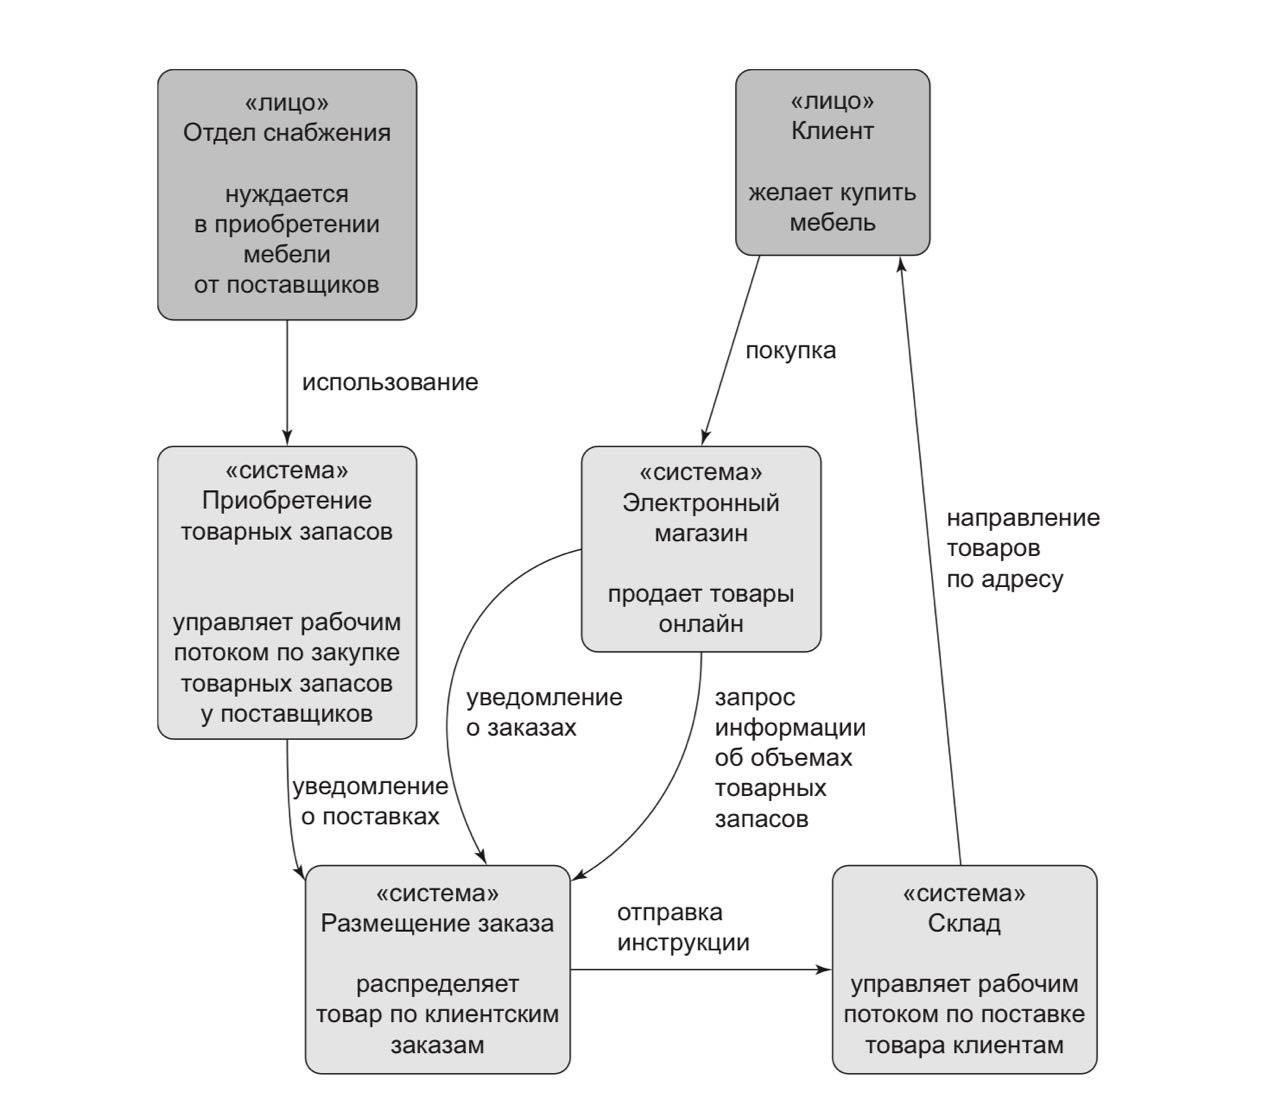 «лицо»
Отдел снабжения
нуждается
в приобретении
мебели
от поставщиков
«лицо»
Клиент
желает купить
мебель
использование
покупка
«система»
Приобретение
товарных запасов
управляет рабочим
потоком по закупке
товарных запасов
у поставщиков
«система»
Электронный
магазин
продает товары
онлайн
направление
товаров
по адресу
уведомление
о заказах
запрос
информации
об объемах
товарных
запасов
уведомление
о поставках
«система»
Размещение заказа
распределяет
товар по клиентским
заказам
отправка
инструкции
«система»
Склад
управляет рабочим
потоком по поставке
товара клиентам